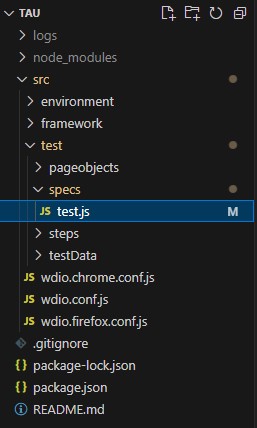 TAU
logs
node_modules
src
environment
framework
test
pageobjects
specs
JS test.js M
steps
testData
JS wdio.chrome.conf.js
JS wdio.conf.js
JS wdio.firefox.conf.js
.gitignore
{} package-lock.json
{} package.json
README.md